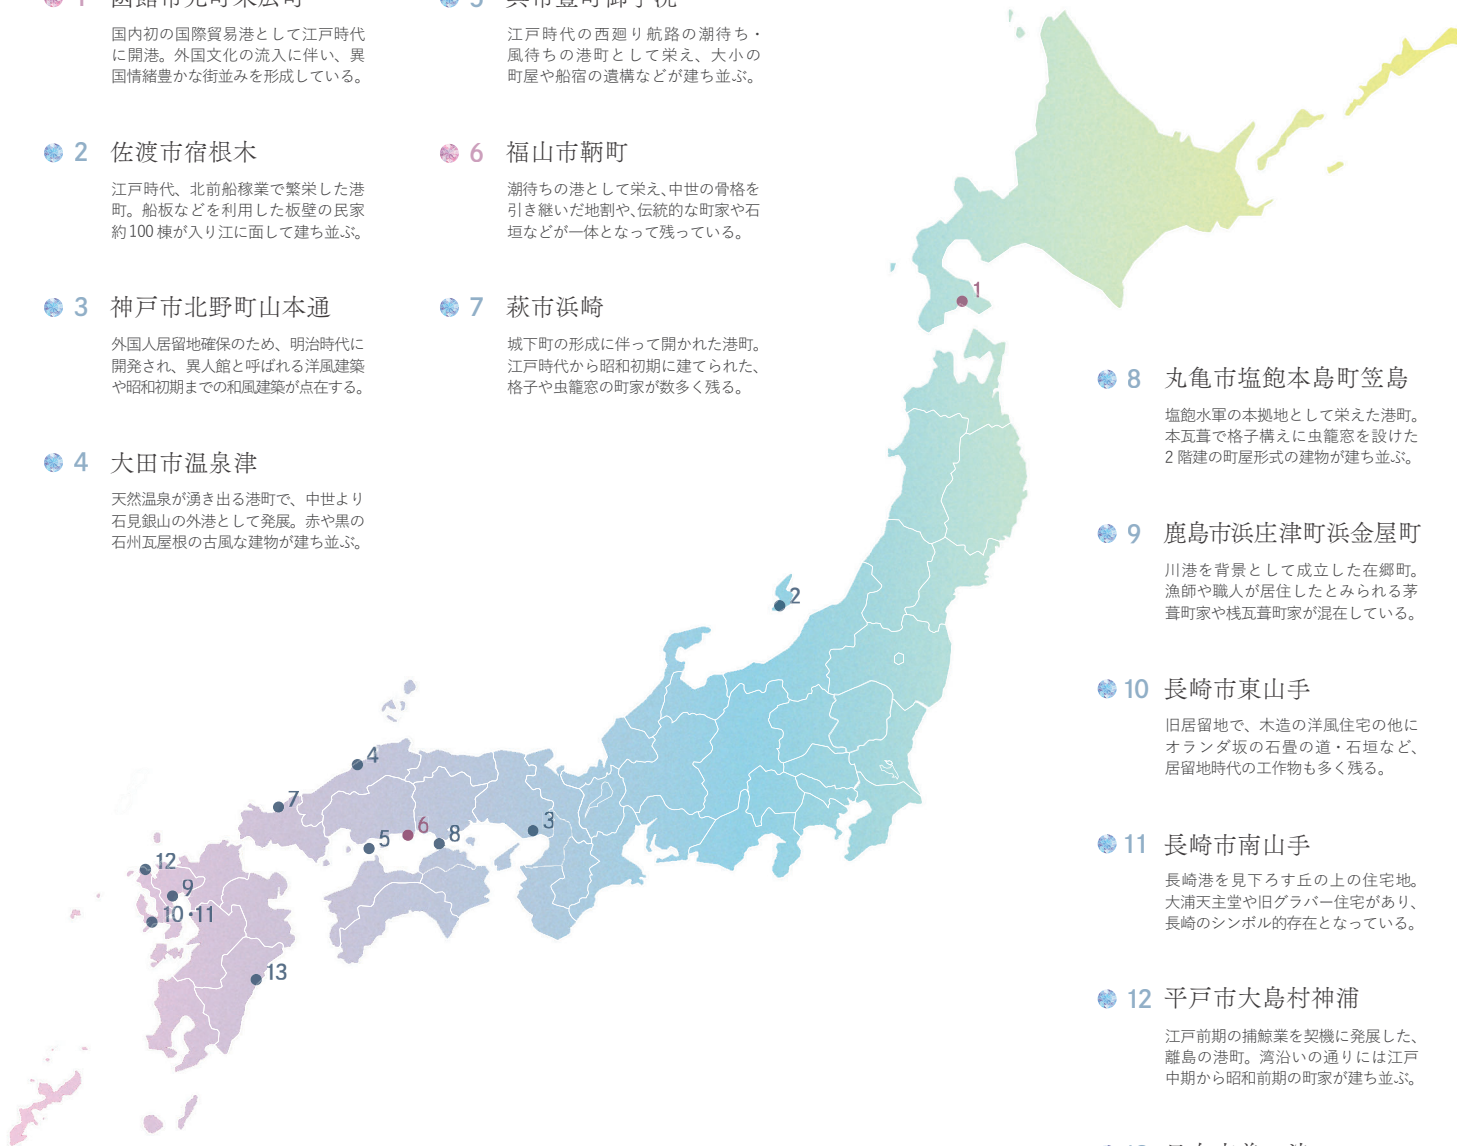 1 函館市元町末広町
国内初の国際貿易港として江戸時代
に開港。外国文化の流入に伴い、異
国情緒豊かな街並みを形成している。
2 佐渡市宿根木
江戸時代、北前船稼業で繁栄した港
町。船板などを利用した板壁の民家
約100棟が入り江に面して建ち並ぶ。
3 神戸市北野町山本通
外国人居留地確保のため、明治時代に
開発され、異人館と呼ばれる洋風建築
や昭和初期までの和風建築が点在する。
4 大田市温泉津
天然温泉が湧き出る港町で、中世より
石見銀山の外港として発展。赤や黒の
石州瓦屋根の古風な建物が建ち並ぶ。
5 呉市豊町御手洗
江戸時代の西廻り航路の潮待ち・
風待ちの港町として栄え、大小の
町屋や船宿の遺構などが建ち並ぶ。
6 福山市鞆町
潮待ちの港として栄え、中世の骨格を
引き継いだ地割や、伝統的な町家や石
垣などが一体となって残っている。
7 萩市浜崎
城下町の形成に伴って開かれた港町。
江戸時代から昭和初期に建てられた、
格子や虫籠窓の町家が数多く残る。
8 丸亀市塩飽本島町笠島
塩飽水軍の本拠地として栄えた港町。
本瓦葺で格子構えに虫籠窓を設けた
2階建の町屋形式の建物が建ち並ぶ。
9 鹿島市浜庄津町浜金屋町
川港を背景として成立した在郷町。
漁師や職人が居住したとみられる茅
葺町家や桟瓦葺町家が混在している。
10 長崎市東山手
旧居留地で、木造の洋風住宅の他に
オランダ坂の石畳の道・石垣など、
居留地時代の工作物も多く残る。
11 長崎市南山手
長崎港を見下ろす丘の上の住宅地。
大浦天主堂や旧グラバー住宅があり、
長崎のシンボル的存在となっている。
12 平戸市大島村神浦
江戸前期の捕鯨業を契機に発展した、
離島の港町。湾沿いの通りには江戸
中期から昭和前期の町家が建ち並ぶ。
1
2
3
4
5
6
7
8
9
10・11
12
13